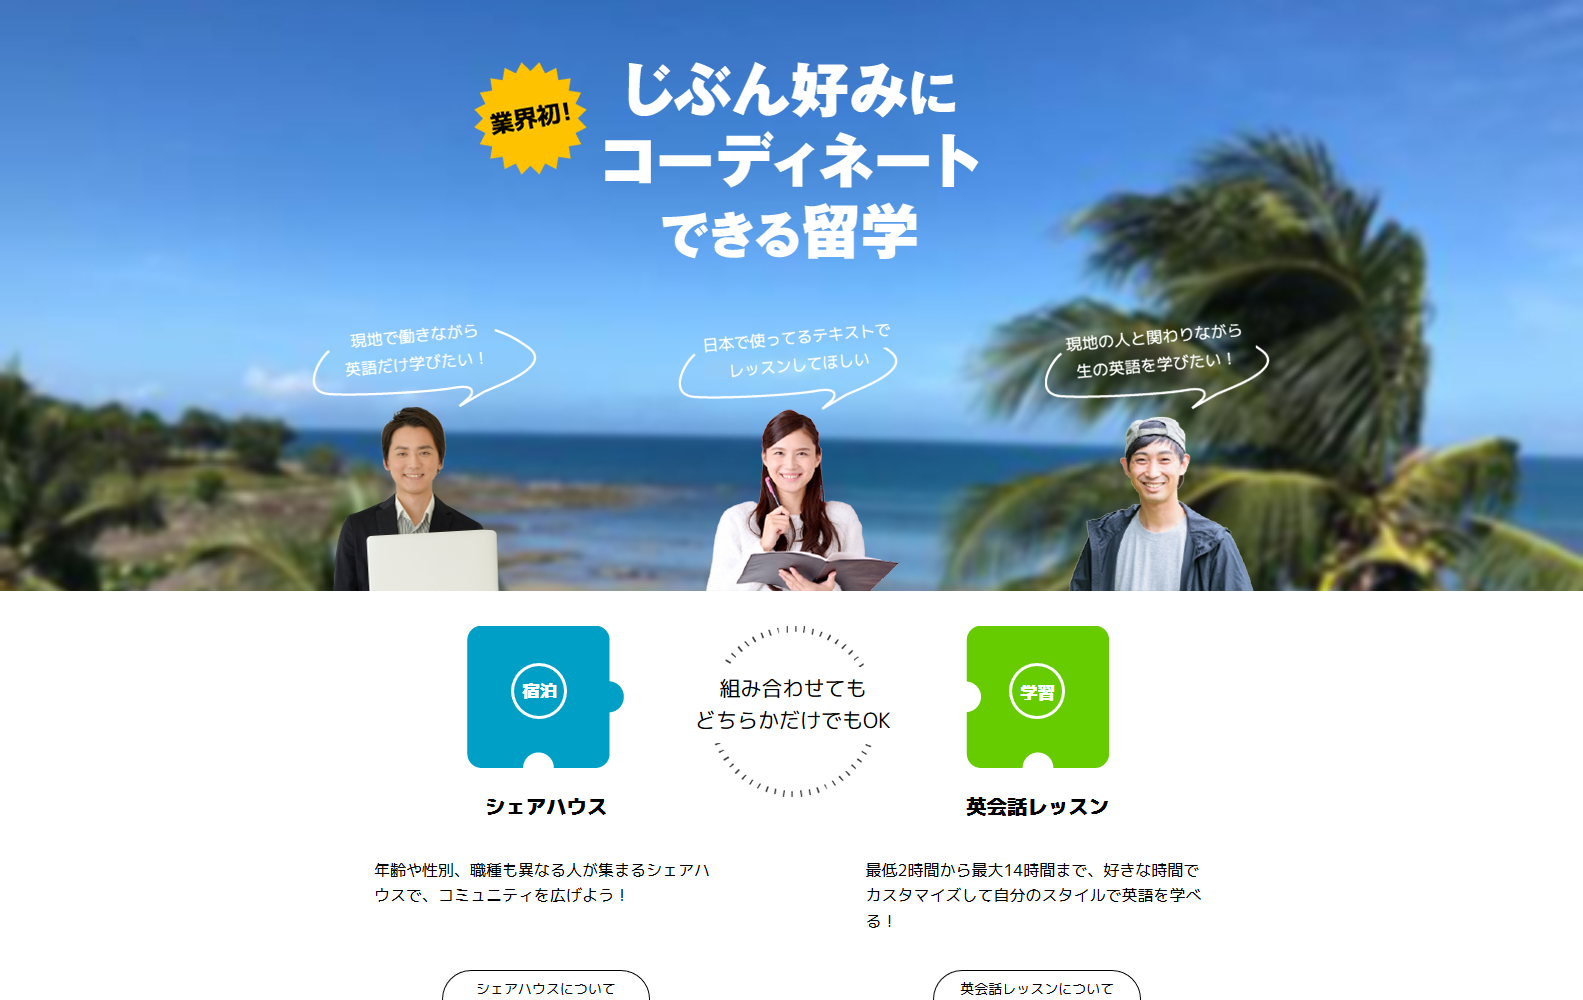 業界初！
じぶん好みに
コーディネート
できる留学
現地で働きながら
英語だけ学びたい！
日本で使ってるテキストで
レッスンしてほしい
現地の人と関わりながら
生の英語を学びたい！
宿泊
組み合わせても
どちらかだけでもOK
学習
シェアハウス
英会話レッスン
年齢や性別、職種も異なる人が集まるシェアハ
ウスで、コミュニティを広げよう！
最低2時間から最大14時間まで、好きな時間で
カスタマイズして自分のスタイルで英語を学べ
る！
シェアハウスについて
英会話レッスンについて